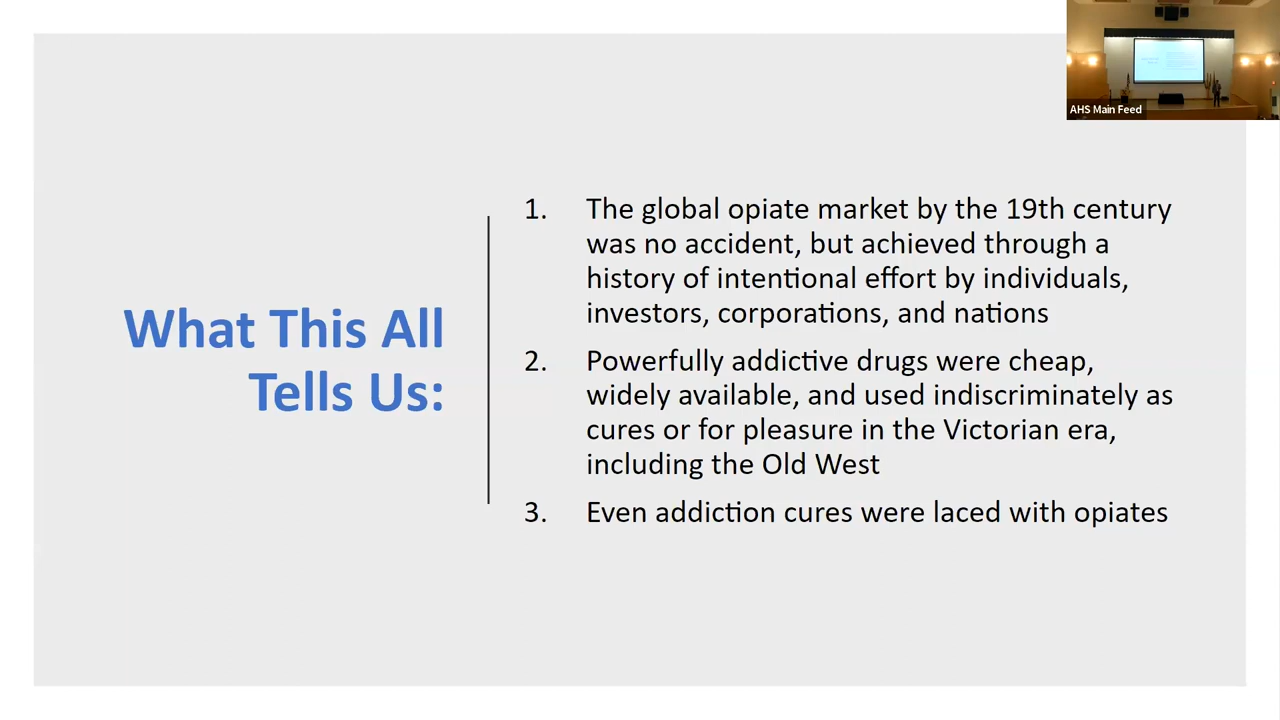 AHS Main Feed
What This All
Tells Us:
1. The global opiate market by the 19th century
was no accident, but achieved through a
history of intentional effort by individuals,
investors, corporations, and nations
2. Powerfully addictive drugs were cheap,
widely available, and used indiscriminately as
cures or for pleasure in the Victorian era,
including the Old West
3. Even addiction cures were laced with opiates